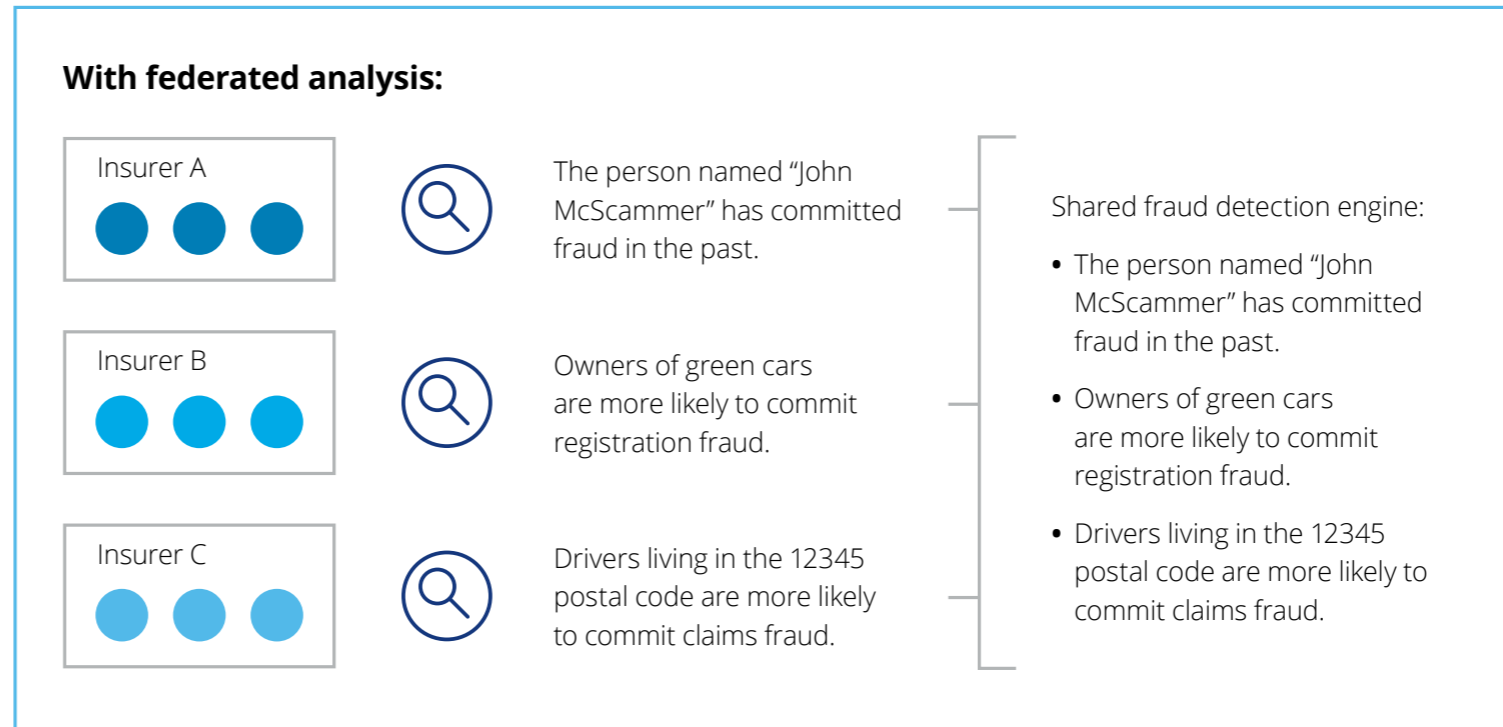 With federated analysis:
Insurer A
The person named “John
McScammer” has committed
fraud in the past.
Insurer B
Owners of green cars
are more likely to commit
registration fraud.
Insurer C
Drivers living in the 12345
postal code are more likely
to commit claims fraud.
Shared fraud detection engine:
• The person named “John
McScammer” has committed
fraud in the past.
• Owners of green cars
are more likely to commit
registration fraud.
• Drivers living in the 12345
postal code are more likely to
commit claims fraud.